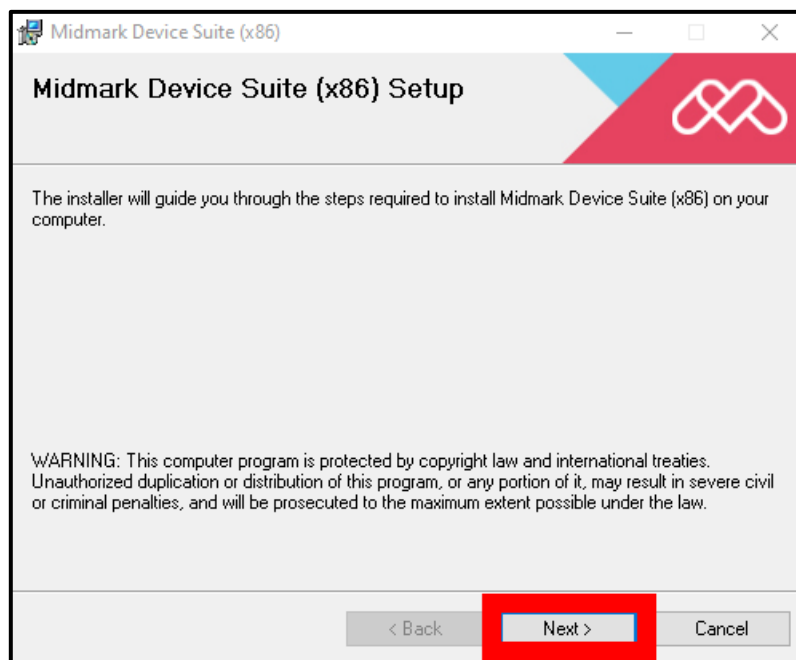 Midmark Device Suite (x86)
Midmark Device Suite (x86) Setup
The installer will guide you through the steps required to install Midmark Device Suite (x86) on your
computer.
WARNING: This computer program is protected by copyright law and international treaties.
Unauthorized duplication or distribution of this program, or any portion of it, may result in severe civil
or criminal penalties, and will be prosecuted to the maximum extent possible under the law.
< Back Next > Cancel